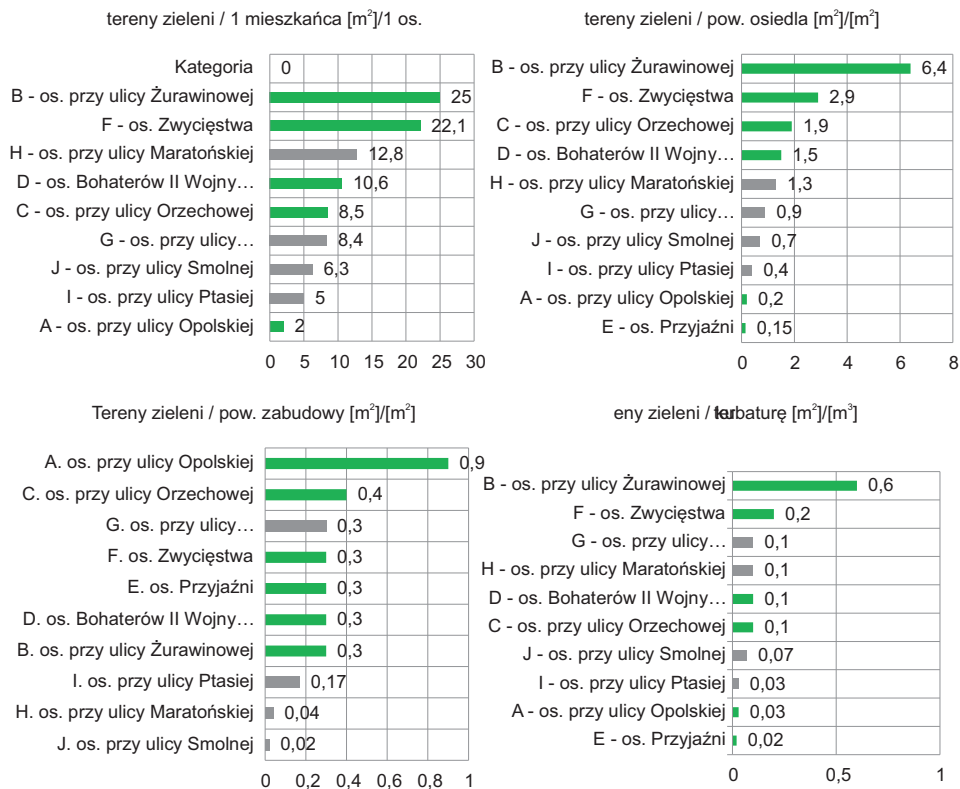 tereny zieleni / 1 mieszkańca [m²]/1 os.
Kategoria 0
B - os. przy ulicy Żurawinowej 25
F - os. Zwycięstwa 22,1
H - os. przy ulicy Maratońskiej 12,8
D - os. Bohaterów II Wojny… 10,6
C - os. przy ulicy Orzechowej 8,5
G - os. przy ulicy… 8,4
J - os. przy ulicy Smolnej 6,3
I - os. przy ulicy Ptasiej 5
A - os. przy ulicy Opolskiej 2
0 5 10 15 20 25 30
tereny zieleni / pow. osiedla [m²]/[m²]
B - os. przy ulicy Żurawinowej 6,4
F - os. Zwycięstwa 2,9
C - os. przy ulicy Orzechowej 1,9
D - os. Bohaterów II Wojny… 1,5
H - os. przy ulicy Maratońskiej 1,3
G - os. przy ulicy… 0,9
J - os. przy ulicy Smolnej 0,7
I - os. przy ulicy Ptasiej 0,4
A - os. przy ulicy Opolskiej 0,2
E - os. Przyjaźni 0,15
0 2 4 6 8
Tereny zieleni / pow. zabudowy [m²]/[m²]
A. os. przy ulicy Opolskiej 0,9
C. os. przy ulicy Orzechowej 0,4
G. os. przy ulicy… 0,3
F. os. Zwycięstwa 0,3
E. os. Przyjaźni 0,3
D. os. Bohaterów II Wojny… 0,3
B. os. przy ulicy Żurawinowej 0,3
I. os. przy ulicy Ptasiej 0,17
H. os. przy ulicy Maratońskiej 0,04
J. os. przy ulicy Smolnej 0,02
0 0,2 0,4 0,6 0,8 1
eny zieleni / [m²]/[m³]
B - os. przy ulicy Żurawinowej 0,6
F - os. Zwycięstwa 0,2
G - os. przy ulicy… 0,1
H - os. przy ulicy Maratońskiej 0,1
D - os. Bohaterów II Wojny… 0,1
C - os. przy ulicy Orzechowej 0,1
J - os. przy ulicy Smolnej 0,07
I - os. przy ulicy Ptasiej 0,03
A - os. przy ulicy Opolskiej 0,03
E - os. Przyjaźni 0,02
0 0,5 1